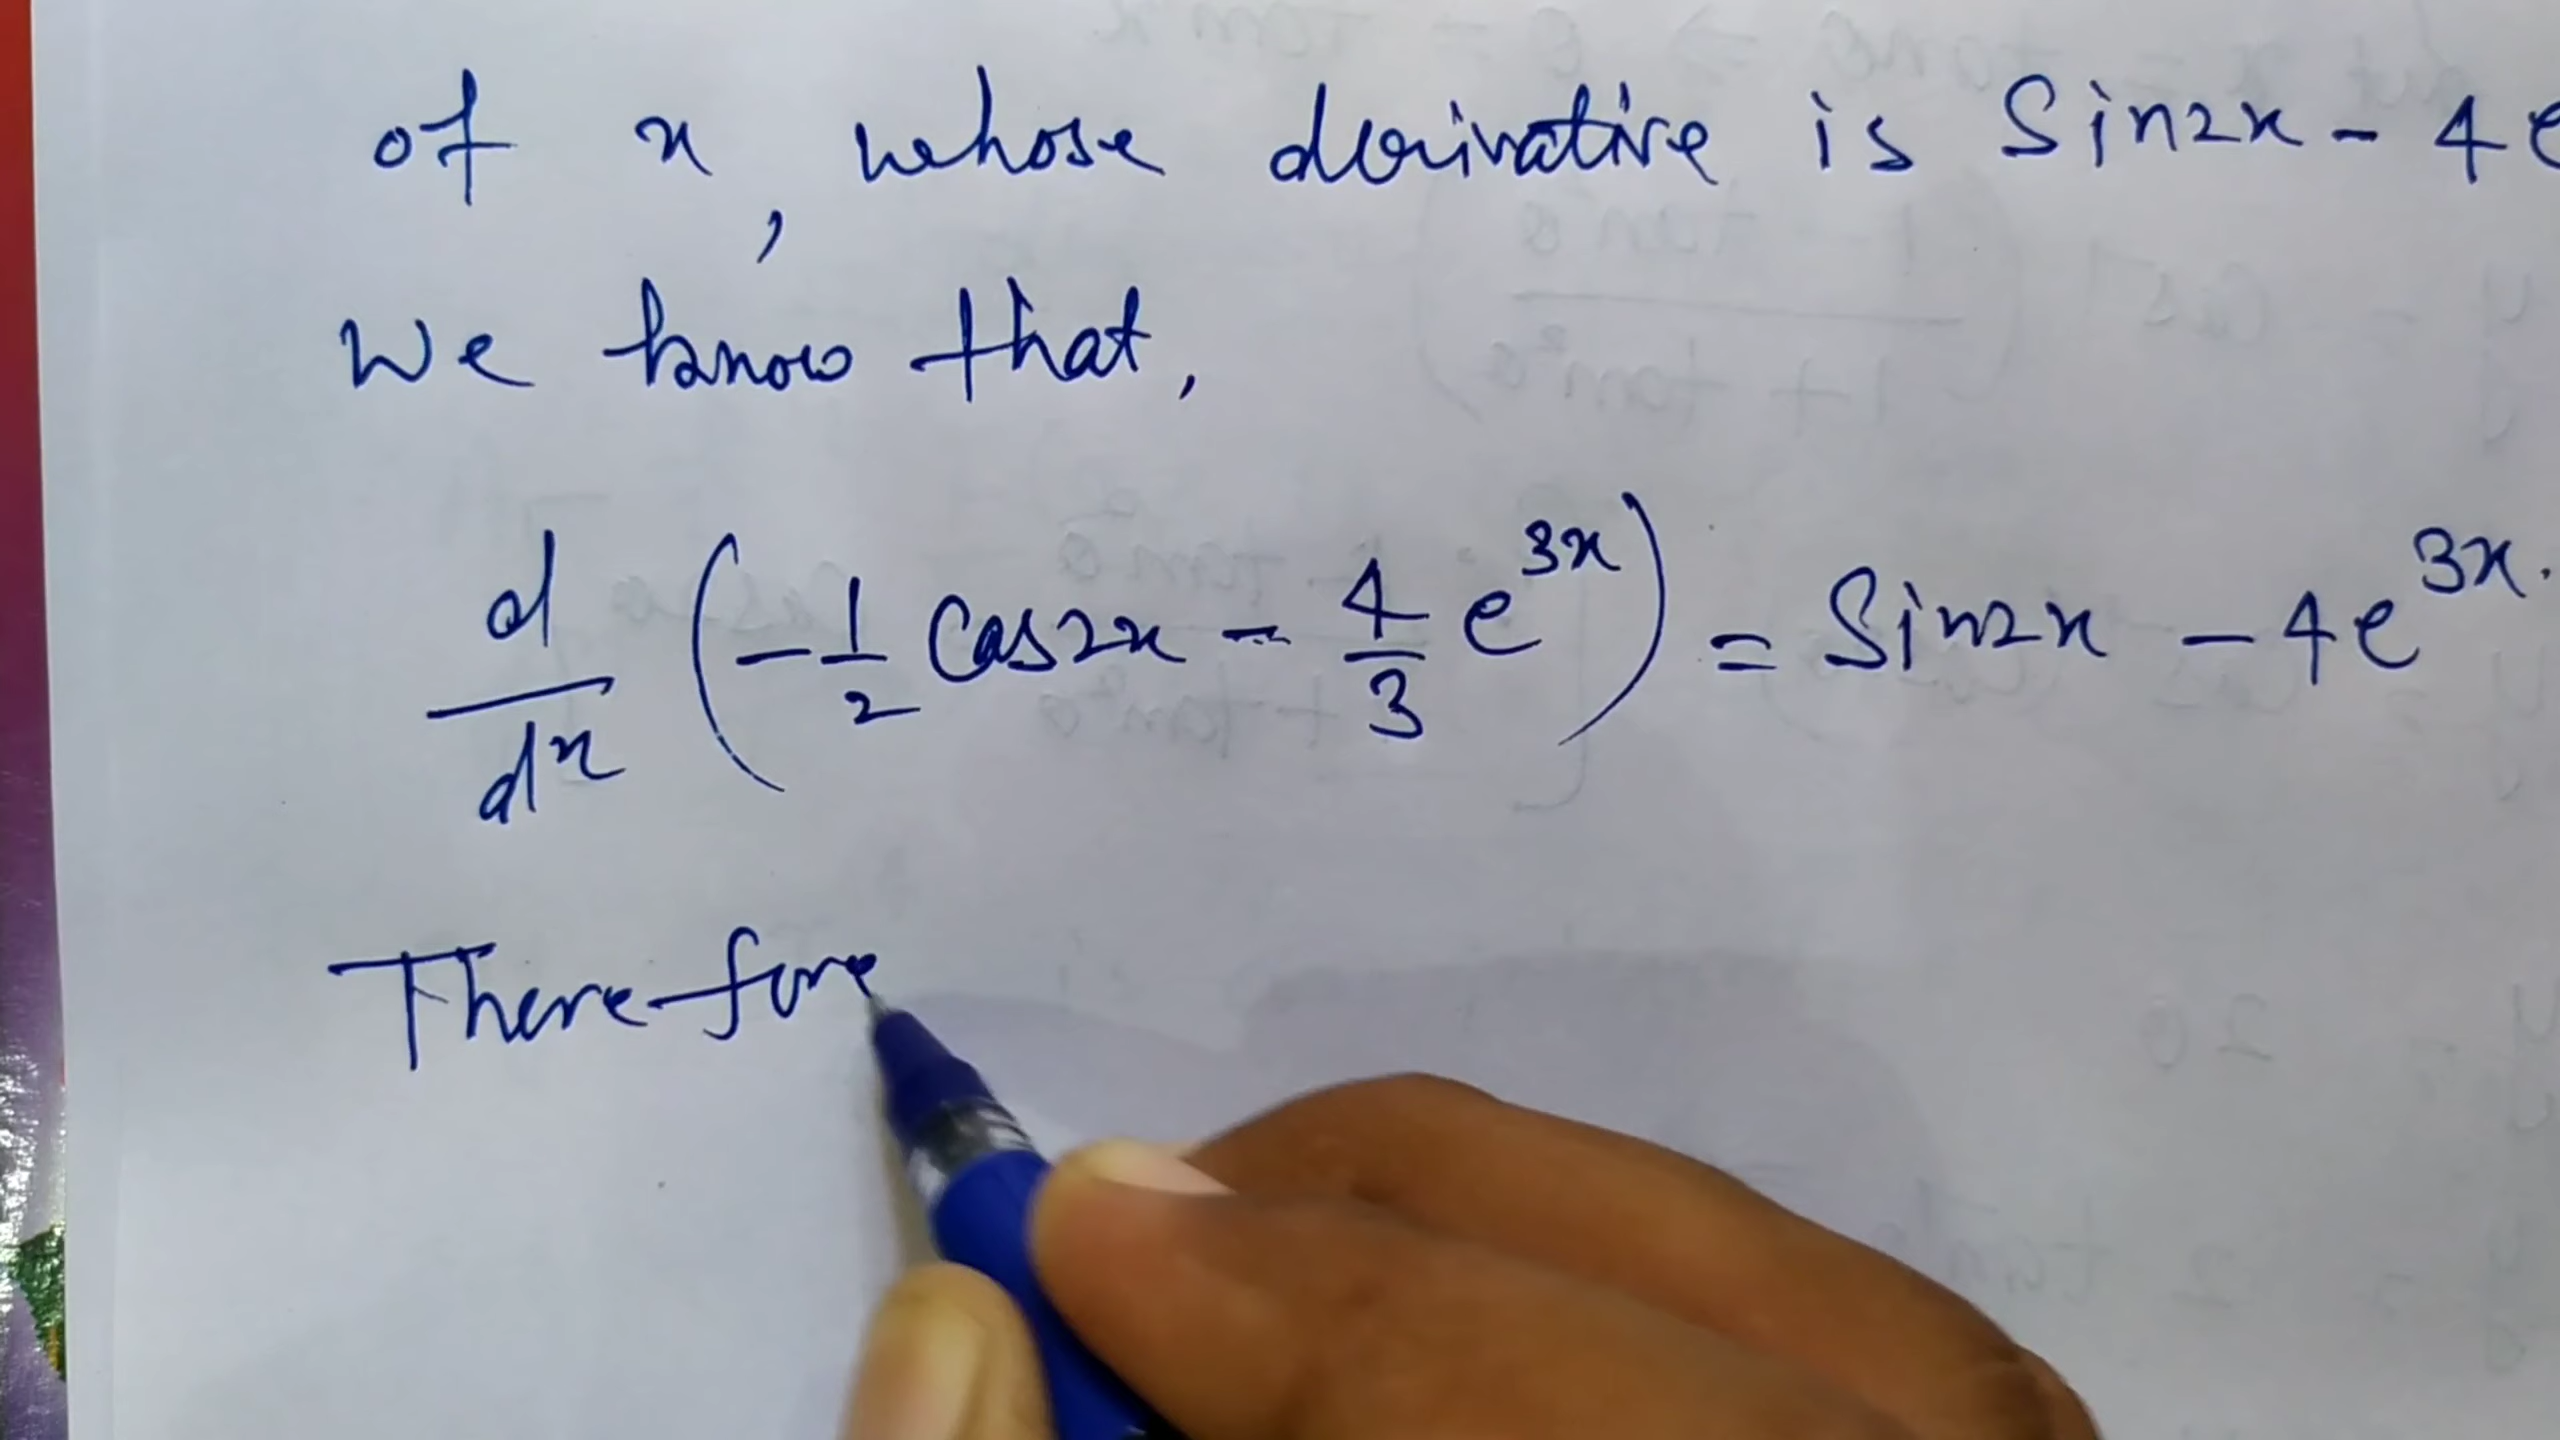 of x, whose derivative is Sin2x - 4e
We know that,
d/dx (-1/2 Cos2x - 4/3 e^3x) = Sin2x - 4e^3x.
Therefore